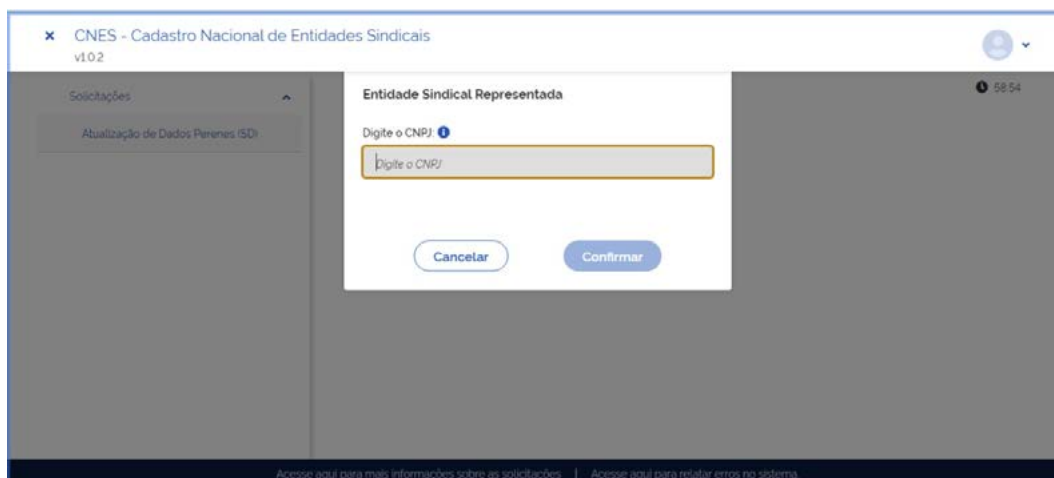 CNES - Cadastro Nacional de Entidades Sindicais
v1.0.2
Solicitações
Atualização de Dados Perenes (SD)
58:54
Entidade Sindical Representada
Digite o CNPJ:
Digite o CNPJ
Cancelar
Confirmar
Acesse aqui para mais informações sobre as solicitações. | Acesse aqui para relatar erros no sistema.